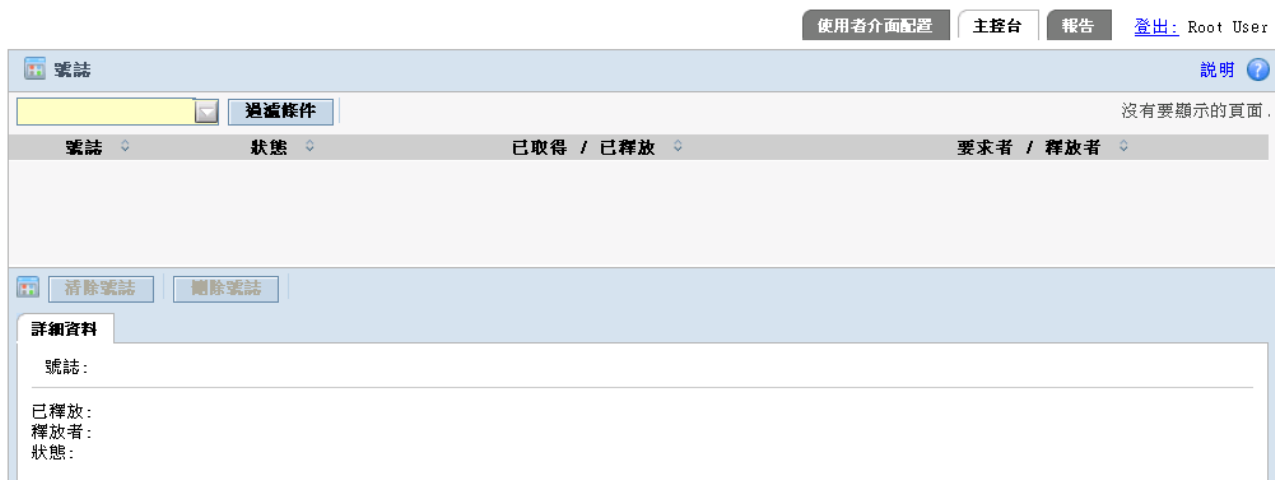 使用者介面配置 主控台 報告 登出: Root User
號誌 說明
過濾條件 沒有要顯示的頁面.
號誌 狀態 已取得 / 已釋放 要求者 / 釋放者
清除號誌 刪除號誌
詳細資料
號誌:
已釋放:
釋放者:
狀態: